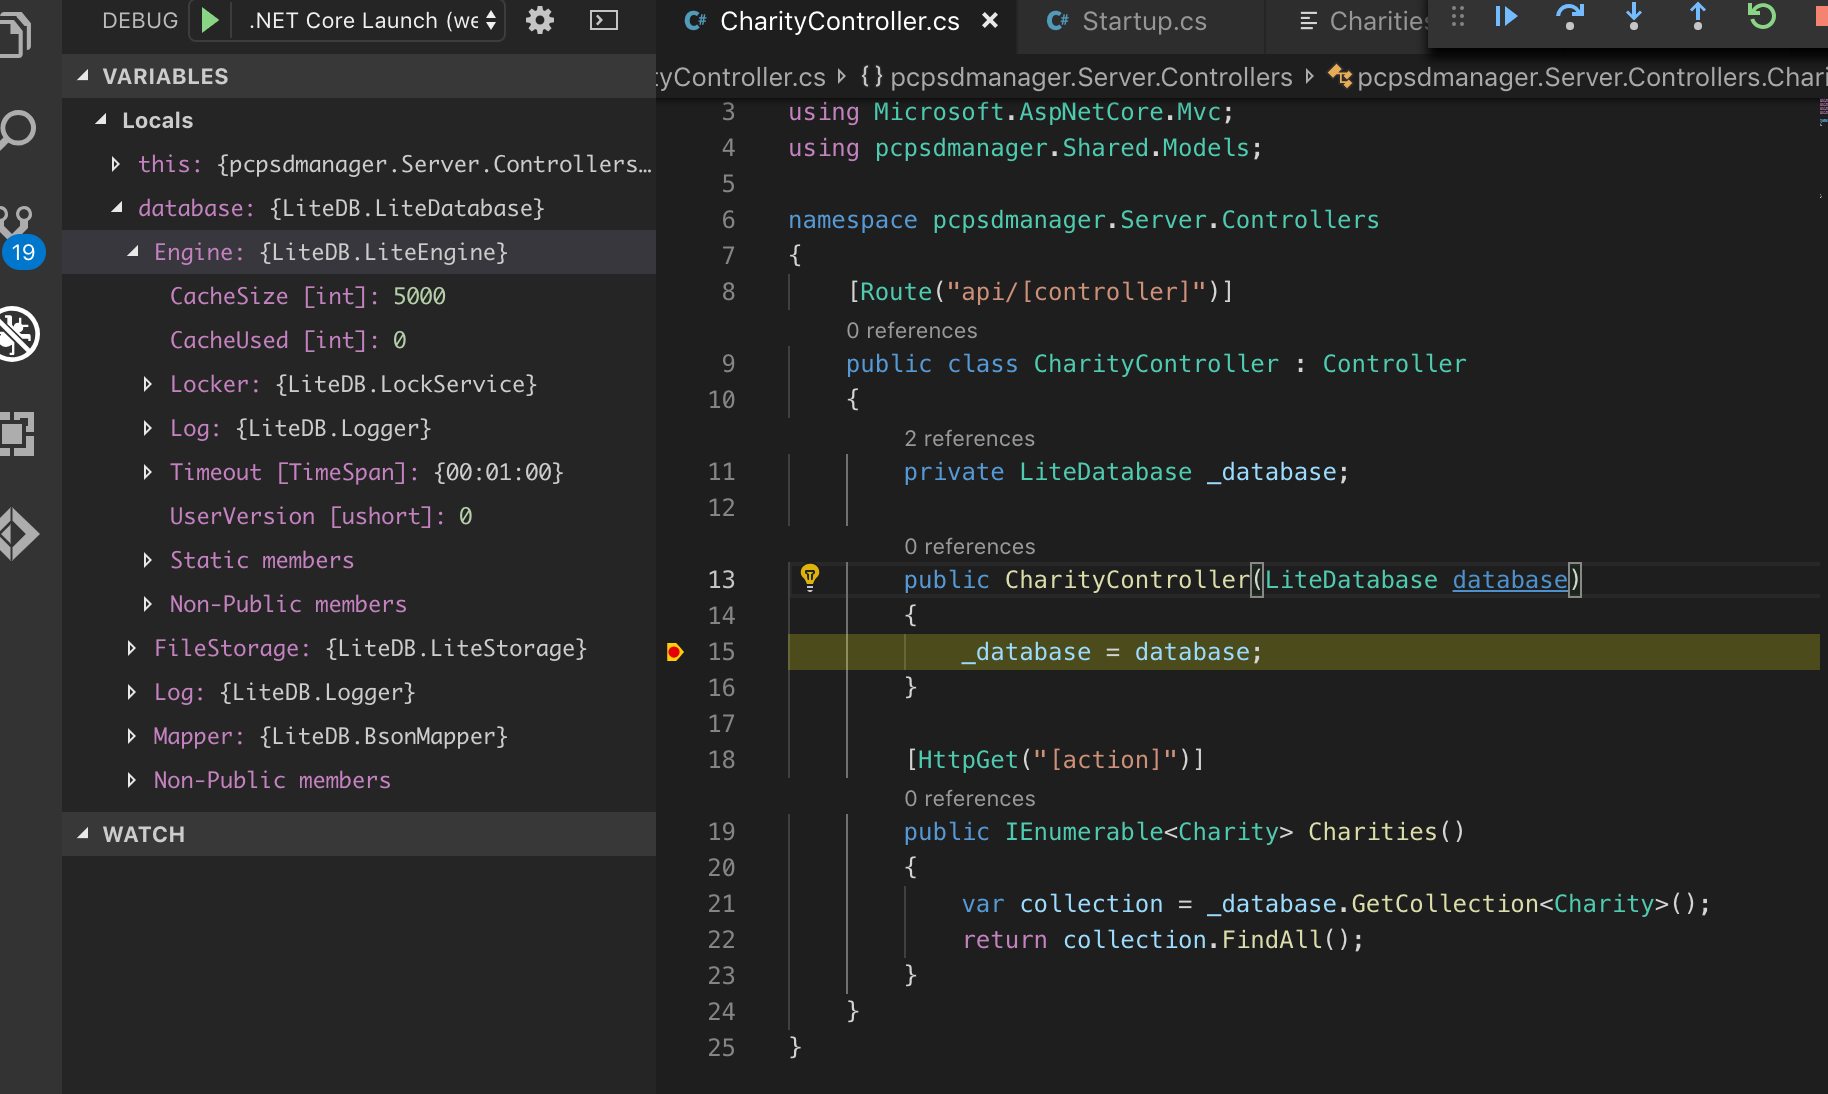 DEBUG .NET Core Launch (we
VARIABLES
Locals
this: {pcpsdmanager.Server.Controllers…
database: {LiteDB.LiteDatabase}
Engine: {LiteDB.LiteEngine}
CacheSize [int]: 5000
CacheUsed [int]: 0
Locker: {LiteDB.LockService}
Log: {LiteDB.Logger}
Timeout [TimeSpan]: {00:01:00}
UserVersion [ushort]: 0
Static members
Non-Public members
FileStorage: {LiteDB.LiteStorage}
Log: {LiteDB.Logger}
Mapper: {LiteDB.BsonMapper}
Non-Public members
WATCH
19
C# CharityController.cs × C# Startup.cs Charities
tyController.cs {} pcpsdmanager.Server.Controllers pcpsdmanager.Server.Controllers.Chari
3 using Microsoft.AspNetCore.Mvc;
4 using pcpsdmanager.Shared.Models;
5
6 namespace pcpsdmanager.Server.Controllers
7 {
8 [Route("api/[controller]")]
0 references
9 public class CharityController : Controller
10 {
2 references
11 private LiteDatabase _database;
12
0 references
13 public CharityController(LiteDatabase database)
14 {
15 _database = database;
16 }
17
18 [HttpGet("[action]")]
0 references
19 public IEnumerable<Charity> Charities()
20 {
21 var collection = _database.GetCollection<Charity>();
22 return collection.FindAll();
23 }
24 }
25 }